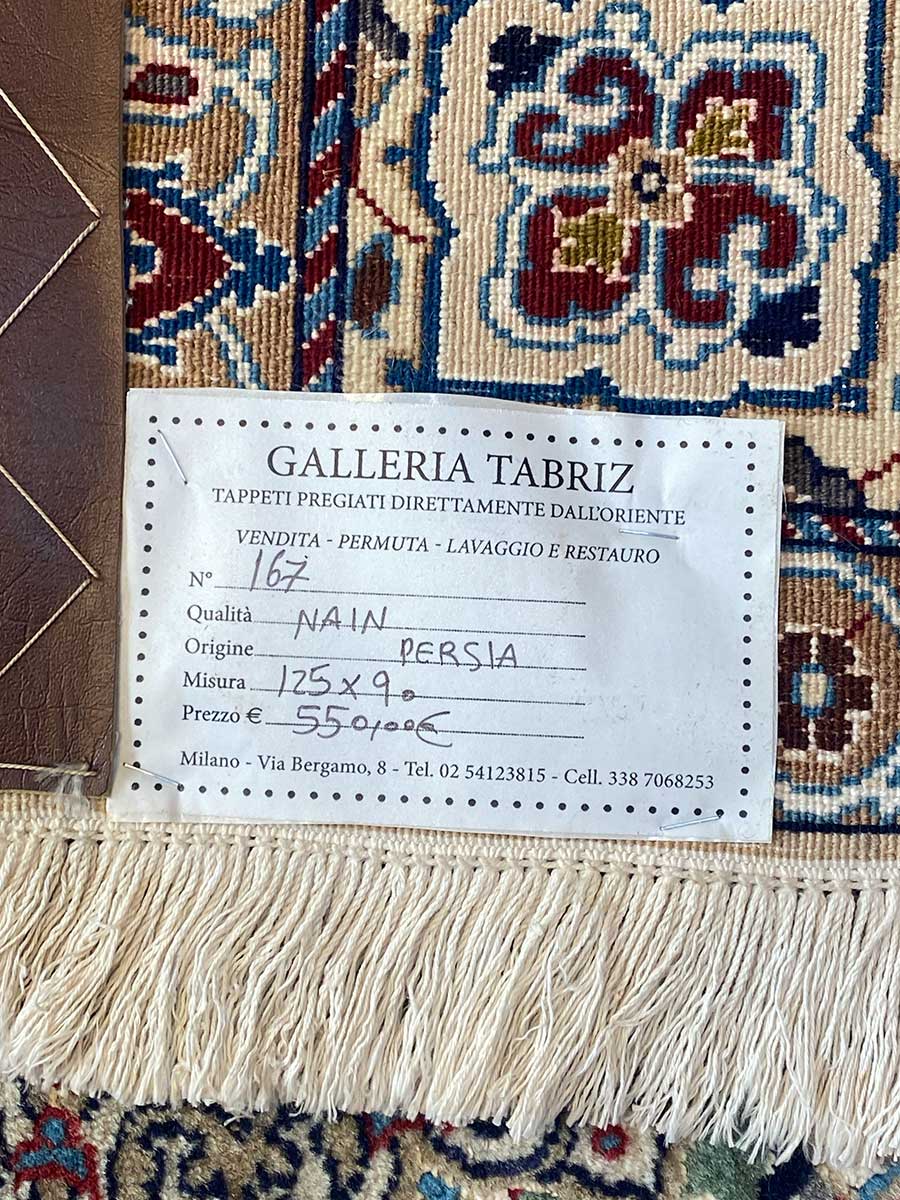 GALLERIA TABRIZ
TAPPETI PREGIATI DIRETTAMENTE DALL'ORIENTE
VENDITA - PERMUTA - LAVAGGIO E RESTAURO
N° 167
Qualità NAIN
Origine PERSIA
Misura 125 x 90
Prezzo € 550,00€
Milano - Via Bergamo, 8 - Tel. 02 54123815 - Cell. 338 7068253